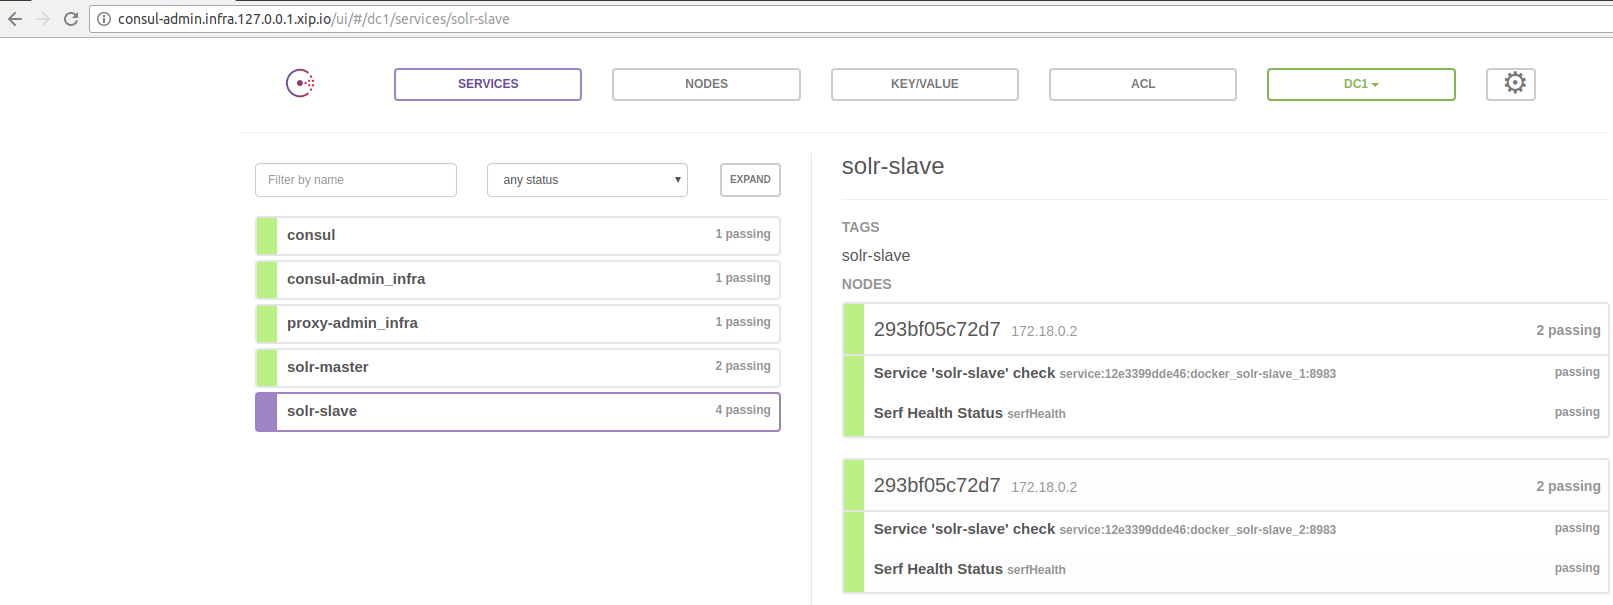 consul-admin.infra.127.0.0.1.xip.io/ui/#/dc1/services/solr-slave
SERVICES NODES KEY/VALUE ACL DC1
Filter by name any status EXPAND
consul 1 passing
consul-admin_infra 1 passing
proxy-admin_infra 1 passing
solr-master 2 passing
solr-slave 4 passing
solr-slave
TAGS
solr-slave
NODES
293bf05c72d7 172.18.0.2 2 passing
Service 'solr-slave' check service:12e3399dde46:docker_solr-slave_1:8983 passing
Serf Health Status serfHealth passing
293bf05c72d7 172.18.0.2 2 passing
Service 'solr-slave' check service:12e3399dde46:docker_solr-slave_2:8983 passing
Serf Health Status serfHealth passing